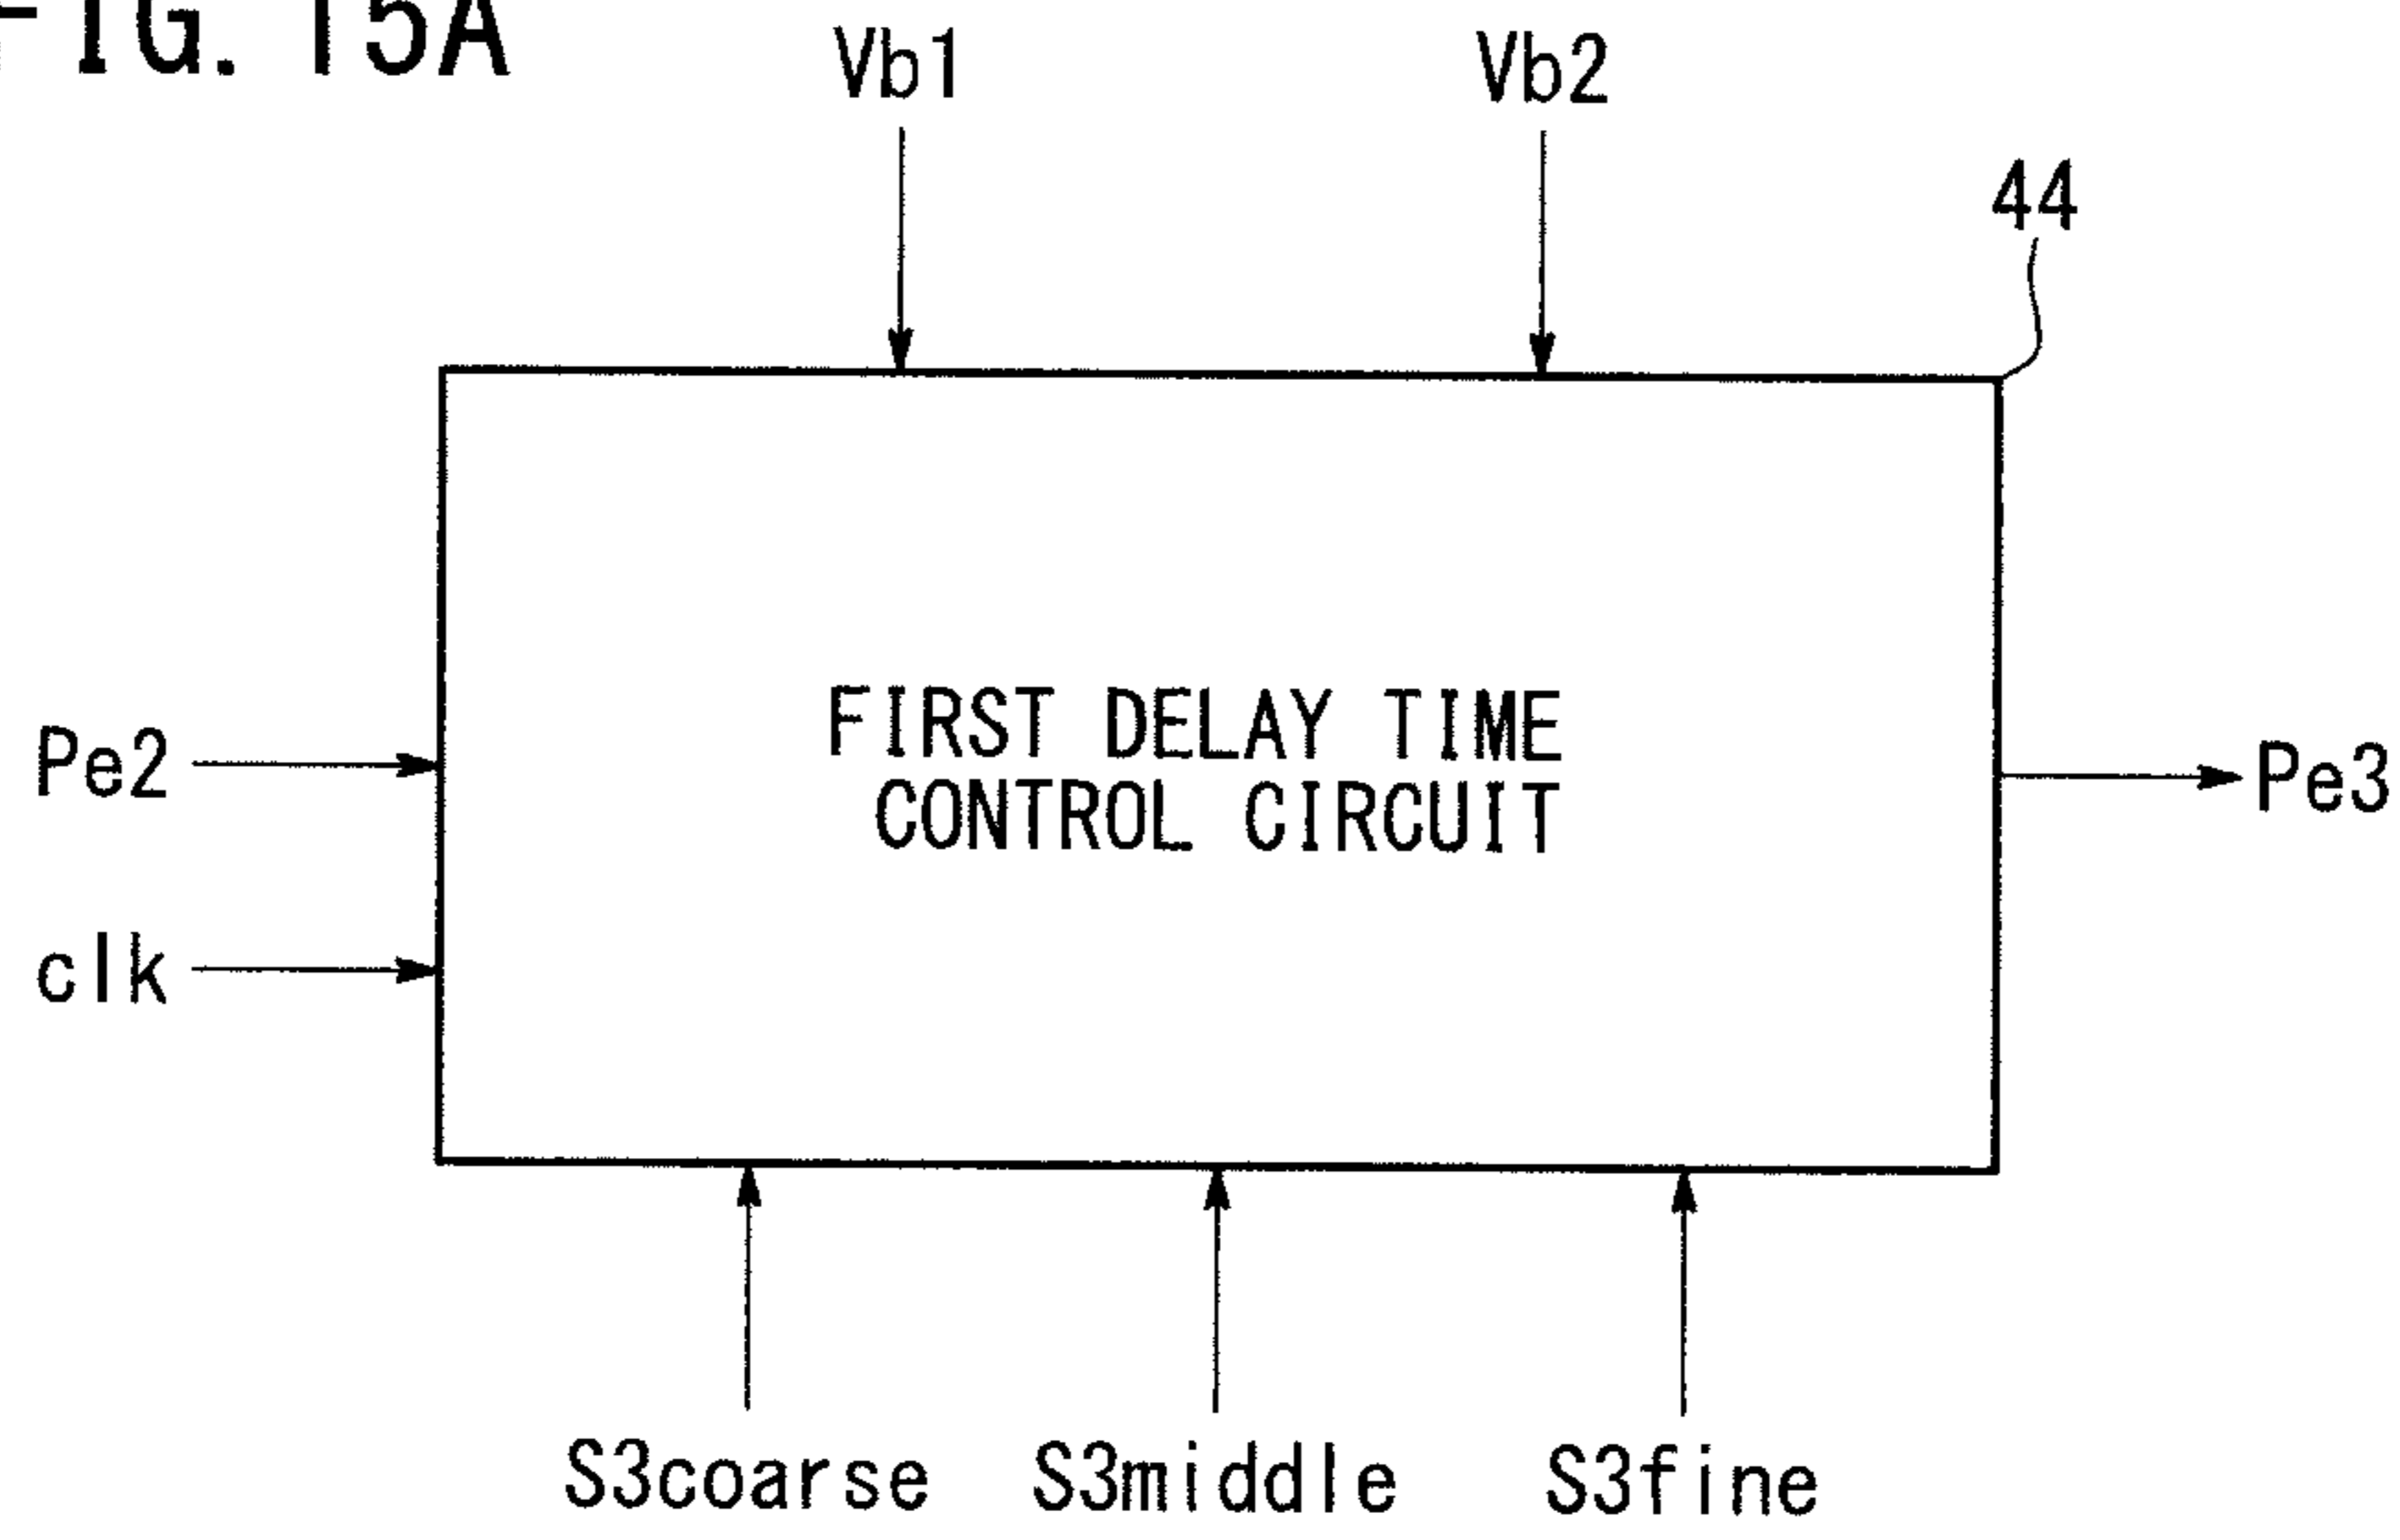 FIG. 15A
Vb1
Vb2
44
FIRST DELAY TIME
CONTROL CIRCUIT
Pe2
Pe3
clk
S3coarse
S3middle
S3fine